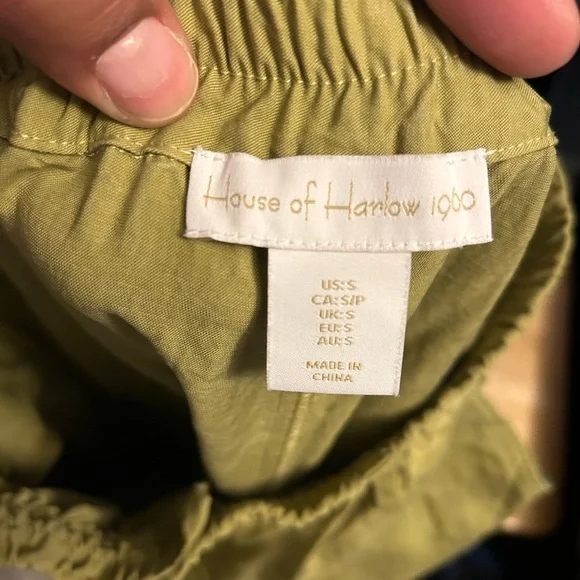 House of Harlow 1960
US:S
CA:S/P
UK:S
EU:S
AU:S
MADE IN
CHINA